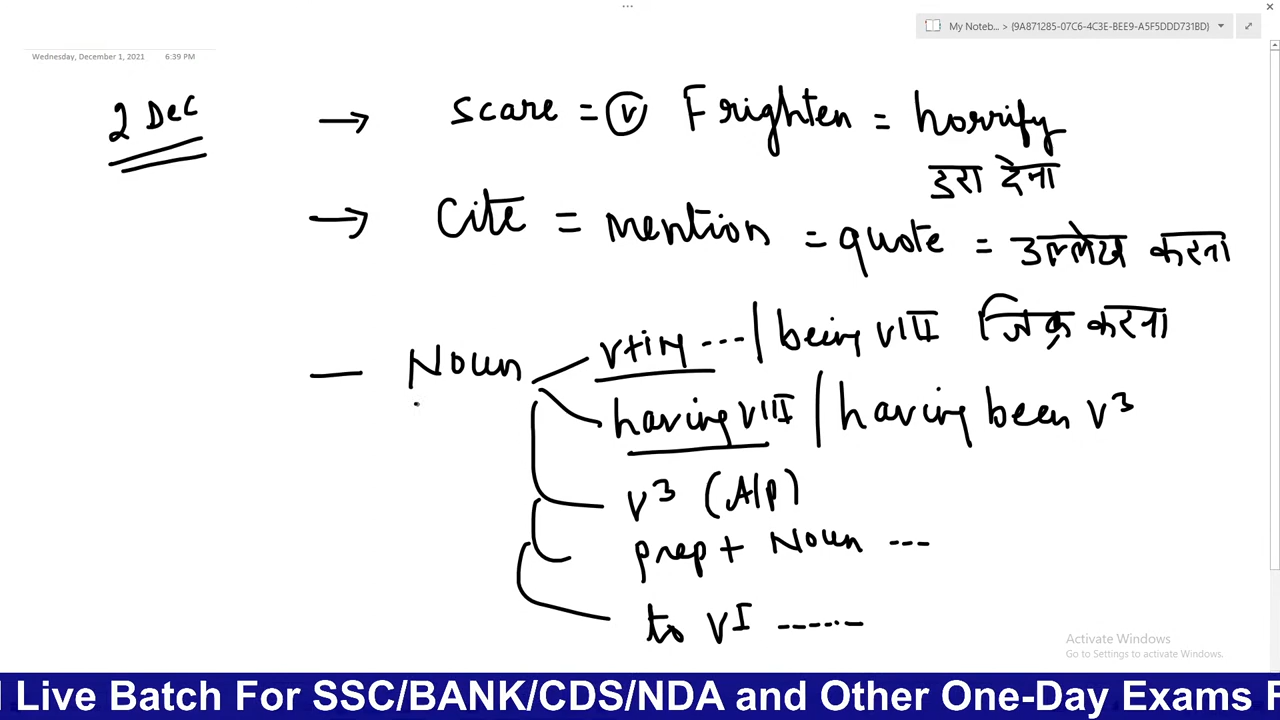 My Noteb... > {9A871285-07C6-4C3E-BEE9-A5F5DDD731BD}
Wednesday, December 1, 2021 6:39 PM
2 Dec → scare = (v) Frighten = horrify
डरा देना
→ cite = mention = quote = उल्लेख करना
जिक्र करना
— Noun v+iN ... | being vIII
having vIII | having been v³
v³ (A/p)
prep + Noun ---
to vI ------
Activate Windows
Go to Settings to activate Windows.
Live Batch For SSC/BANK/CDS/NDA and Other One-Day Exams F